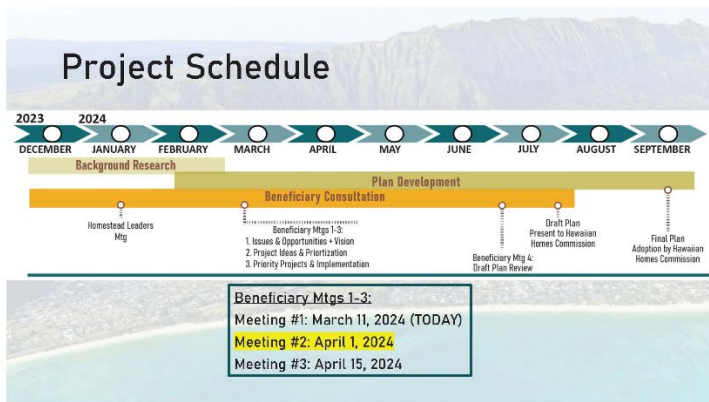 Project Schedule
2023 2024
DECEMBER JANUARY FEBRUARY MARCH APRIL MAY JUNE JULY AUGUST SEPTEMBER
Background Research
Plan Development
Beneficiary Consultation
Homestead Leaders
Mtg
Beneficiary Mtgs 1-3:
1. Issues & Opportunities + Vision
2. Project Ideas & Priortization
3. Priority Projects & Implementation
Beneficiary Mtg 4:
Draft Plan Review
Draft Plan
Present to Hawaiian
Homes Commission
Final Plan
Adoption by Hawaiian
Homes Commission
Beneficiary Mtgs 1-3:
Meeting #1: March 11, 2024 (TODAY)
Meeting #2: April 1, 2024
Meeting #3: April 15, 2024